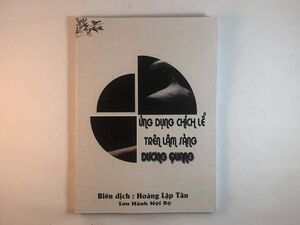 ỨNG DỤNG CHÍCH LỂ
TRÊN LÂM SÀNG
DƯƠNG QUANG
Biên dịch : Hoàng Lập Tân
Lưu Hành Nội Bộ